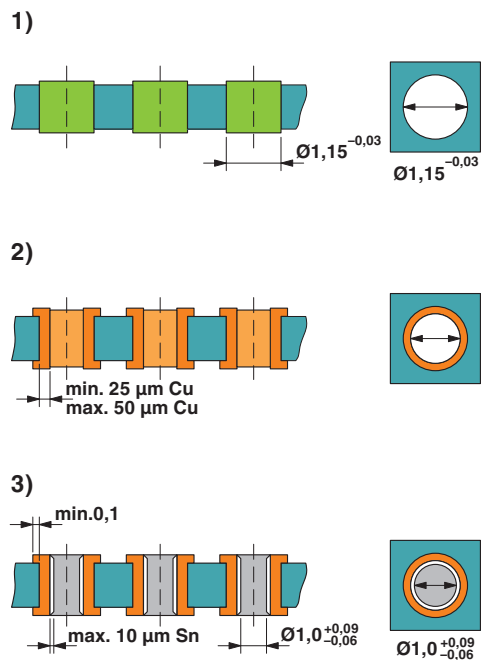 1)
Ø1,15 −0,03
Ø1,15 −0,03
2)
min. 25 µm Cu
max. 50 µm Cu
3)
min.0,1
max. 10 µm Sn
Ø1,0 +0,09 −0,06
Ø1,0 +0,09 −0,06